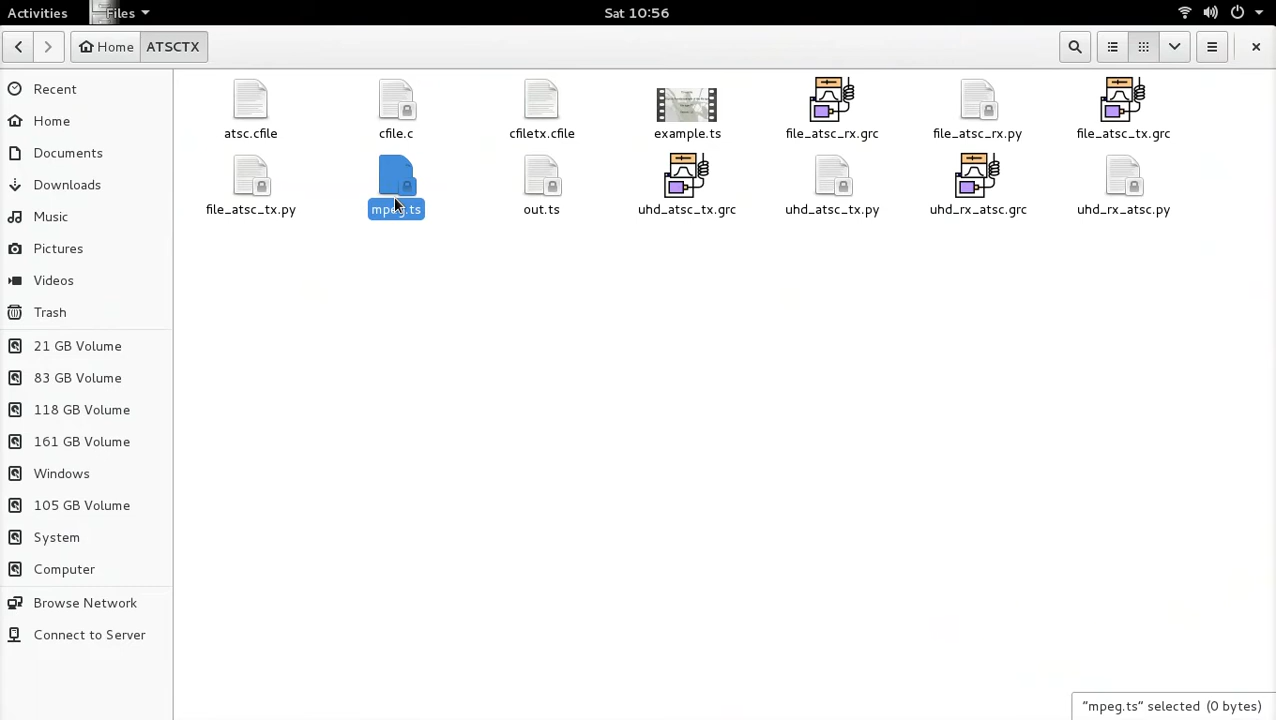 Activities Files Sat 10:56
Home ATSCTX
Recent
Home
Documents
Downloads
Music
Pictures
Videos
Trash
21 GB Volume
83 GB Volume
118 GB Volume
161 GB Volume
Windows
105 GB Volume
System
Computer
Browse Network
Connect to Server
atsc.cfile cfile.c cfiletx.cfile example.ts file_atsc_rx.grc file_atsc_rx.py file_atsc_tx.grc
file_atsc_tx.py mpeg.ts out.ts uhd_atsc_tx.grc uhd_atsc_tx.py uhd_rx_atsc.grc uhd_rx_atsc.py
“mpeg.ts” selected (0 bytes)